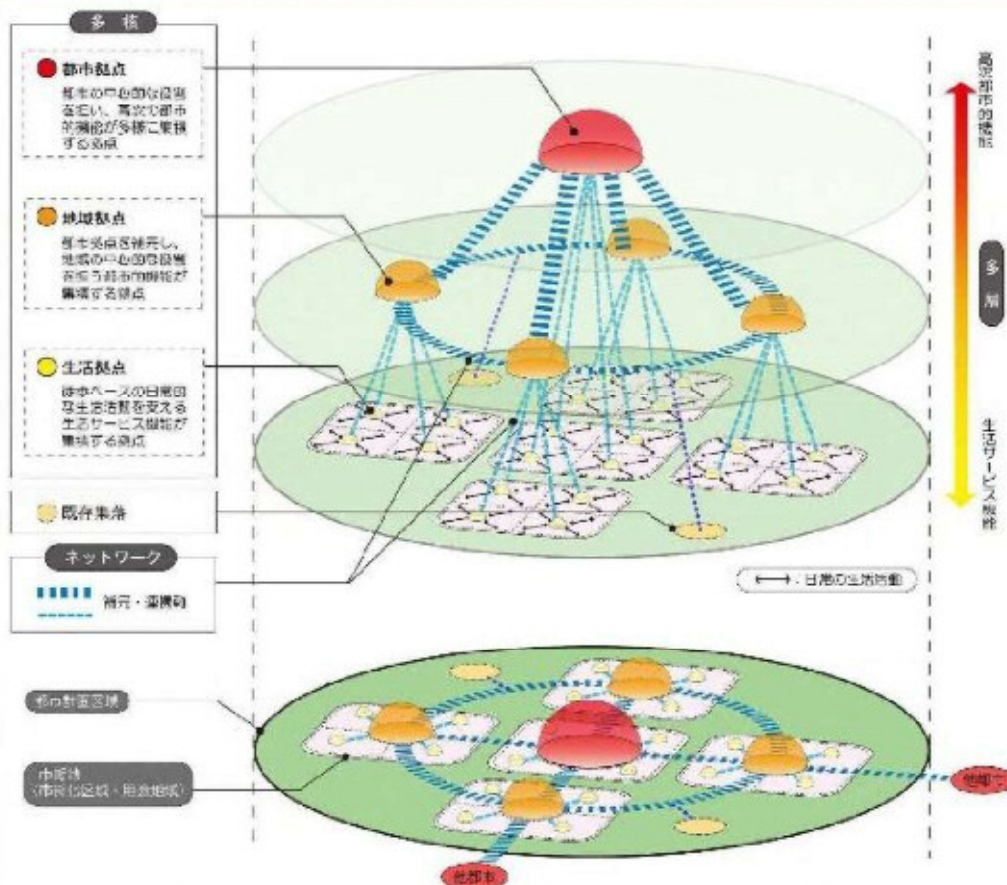 多核
都市拠点
都市の中心的な役割
を担い、高次で都市
的機能が多様に集積
する拠点
地域拠点
都市拠点を補完し、
地域の中心的な役割
を担う都市的機能が
集積する拠点
生活拠点
徒歩ベースの日常的
な生活活動を支える
生活サービス機能が
集積する拠点
既存集落
ネットワーク
補完・連携軸
高次都市的機能
多層
生活サービス機能
:日常の生活活動
都市計画区域
市街地
(市街化区域・用途地域)
他都市
他都市